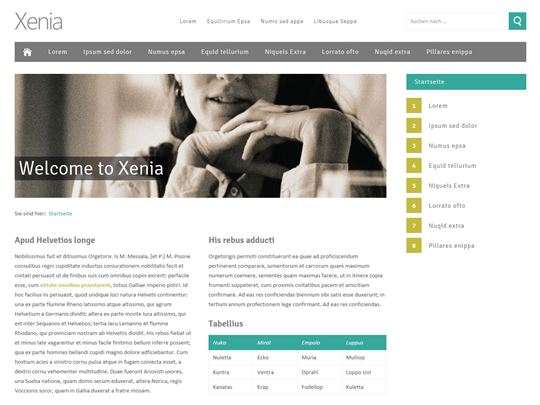 Xenia
Lorem Equilirium Epsa Numis sed appa Libusque Seppa
Suchen nach ...
Lorem Ipsum sed dolor Numus epsa Equid tellurium Niqueis Extra Lorrato ofto Nuqid extra Pillares enippa
Welcome to Xenia
Startseite
1 Lorem
2 Ipsum sed dolor
3 Numus epsa
4 Equid tellurium
5 Niqueis Extra
6 Lorrato ofto
7 Nuqid extra
8 Pillares enippa
Sie sind hier: Startseite
Apud Helvetios longe
Nobilissimus fuit et ditissimus Orgetorix. Is M. Messala, [et P.] M. Pisone
consulibus regni cupiditate inductus coniurationem nobilitatis fecit et
civitati persuasit ut de finibus suis cum omnibus copiis exirent: perfacile
esse, cum virtute omnibus praestarent, totius Galliae imperio potiri. Id
hoc facilius iis persuasit, quod undique loci natura Helvetii continentur:
una ex parte flumine Rheno latissimo atque altissimo, qui agrum
Helvetium a Germanis dividit; altera ex parte monte Iura altissimo, qui
est inter Sequanos et Helvetios; tertia lacu Lemanno et flumine
Rhodano, qui provinciam nostram ab Helvetiis dividit. His rebus fiebat ut
et minus late vagarentur et minus facile finitimis bellum inferre possent;
qua ex parte homines bellandi cupidi magno dolore adficiebantur. Cum
hostium acies a sinistro cornu pulsa atque in fugam coniecta esset, a
dextro cornu vehementer multitudine. Duae fuerunt Ariovisti uxores,
una Sueba natione, quam domo secum eduxerat, altera Norica, regis
Voccionis soror, quam in Gallia duxerat a fratre missam.
His rebus adducti
Orgetorigis permoti constituerunt ea quae ad proficiscendum
pertinerent comparare, iumentorum et carrorum quam maximum
numerum coemere, sementes quam maximas facere, ut in itinere copia
frumenti suppeteret, cum proximis civitatibus pacem et amicitiam
confirmare. Ad eas res conficiendas biennium sibi satis esse duxerunt; in
tertium annum profectionem lege confirmant. Ad eas res conficiendas.
Tabellius
Nukis Mirot Empolo Luppus
Nuletta Ecko Muria Mulliop
Kuntra Ventra Oprahl Loppo Uol
Kanatas Erap Fudellop Kuletta